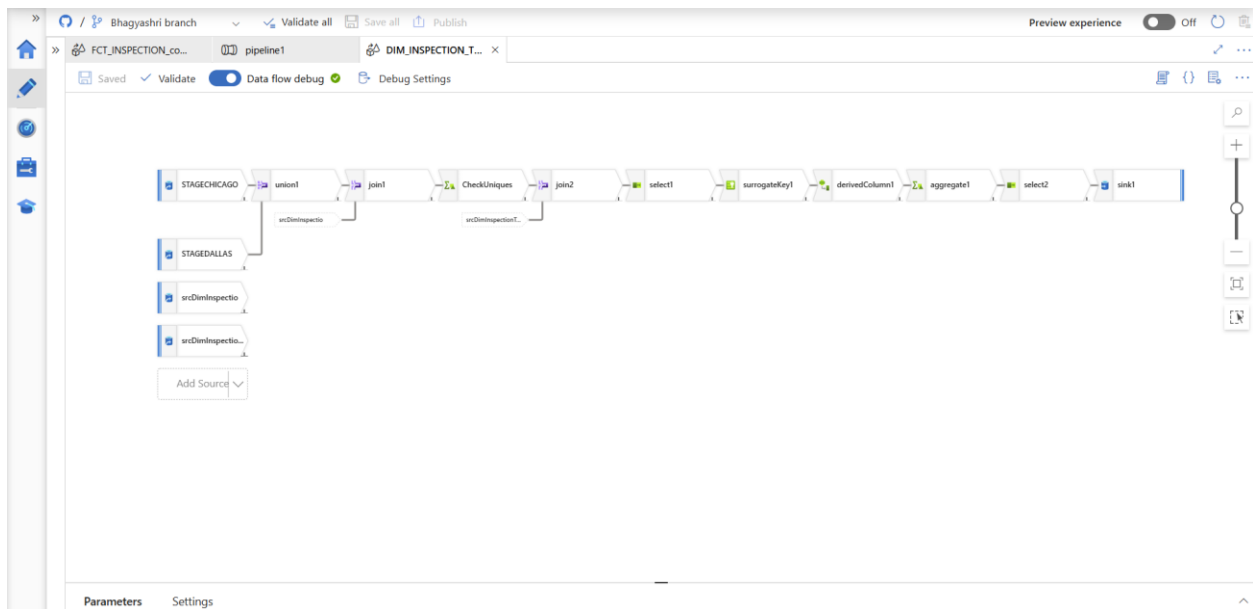 Bhagyashri branch Validate all Save all Publish Preview experience Off
FCT_INSPECTION_co... pipeline1 DIM_INSPECTION_T...
Saved Validate Data flow debug Debug Settings
STAGECHICAGO union1 join1 CheckUniques join2 select1 surrogateKey1 derivedColumn1 aggregate1 select2 sink1
srcDimInspectio srcDimInspectionT...
STAGEDALLAS
srcDimInspectio
srcDimInspectio...
Add Source
Parameters Settings